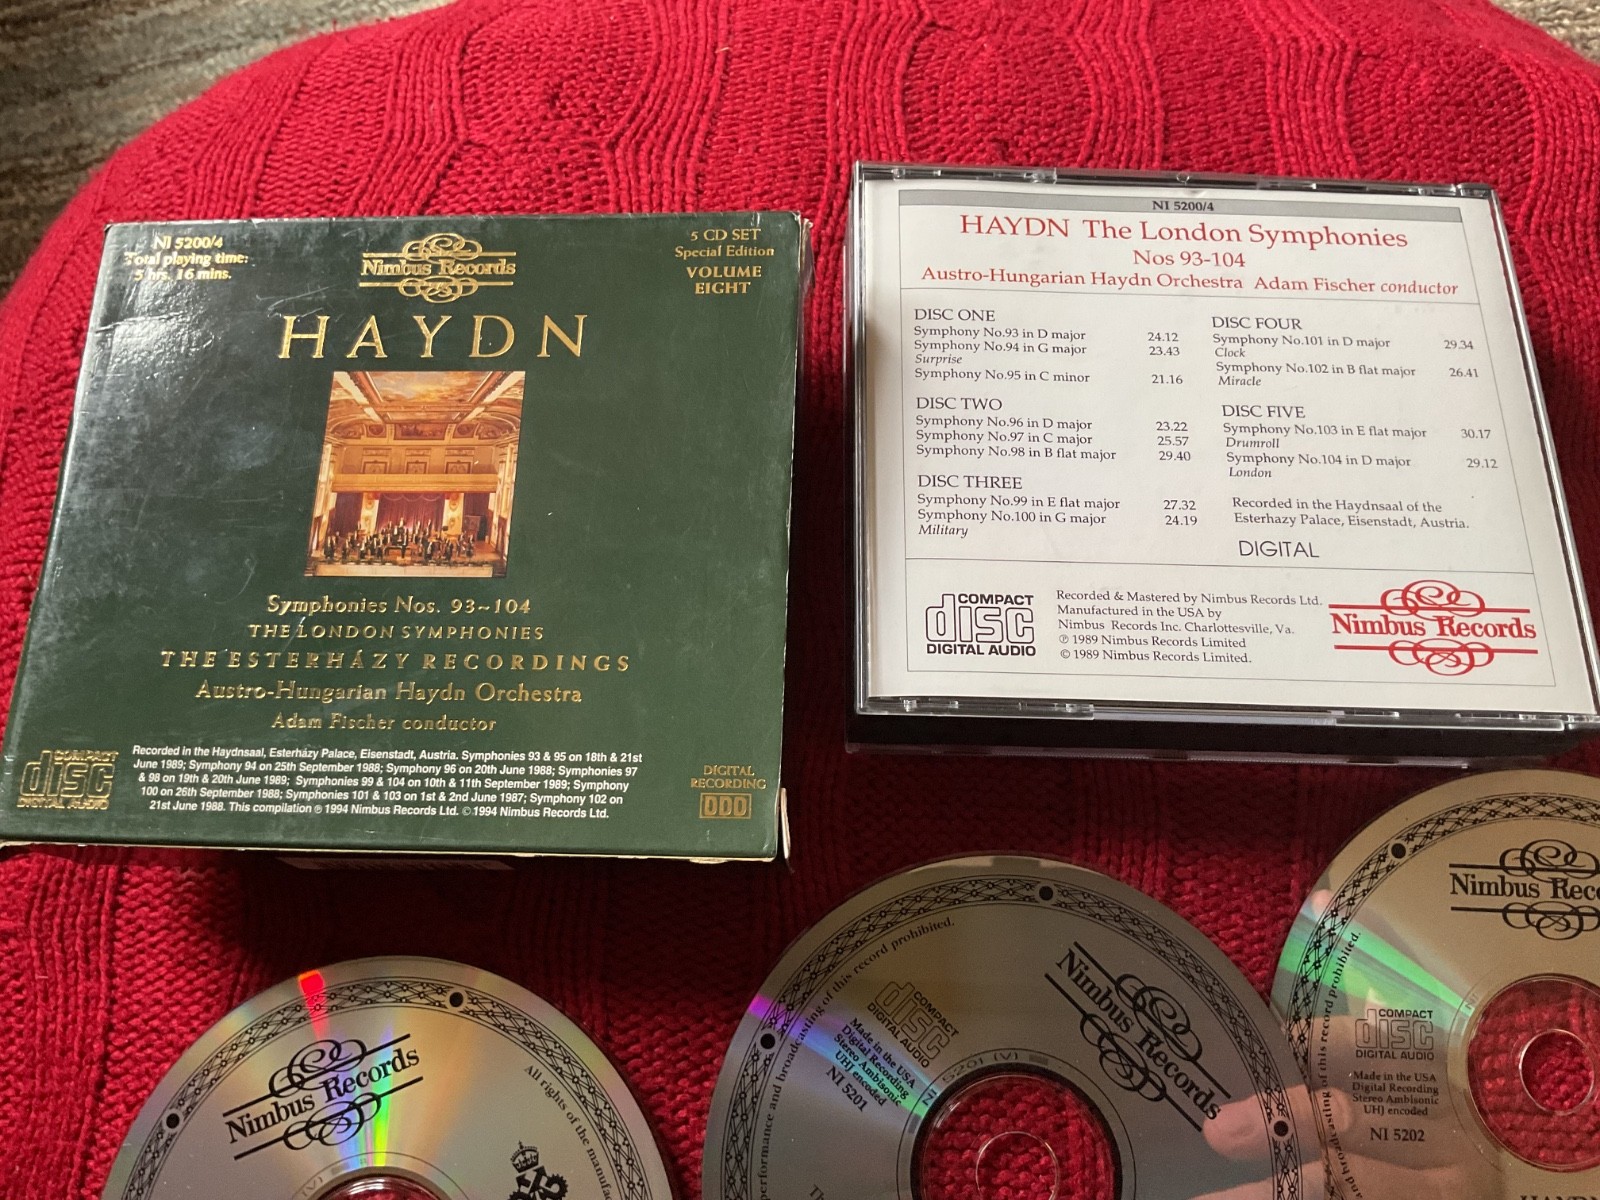 NI 5200/4
Total playing time:
5 hrs. 16 mins.
Nimbus Records
5 CD SET
Special Edition
VOLUME
EIGHT
HAYDN
Symphonies Nos. 93~104
THE LONDON SYMPHONIES
THE ESTERHÁZY RECORDINGS
Austro-Hungarian Haydn Orchestra
Adam Fischer conductor
COMPACT
disc
DIGITAL AUDIO
Recorded in the Haydnsaal, Esterházy Palace, Eisenstadt, Austria. Symphonies 93 & 95 on 18th & 21st
June 1989; Symphony 94 on 25th September 1988; Symphony 96 on 20th June 1988; Symphonies 97
& 98 on 19th & 20th June 1989; Symphonies 99 & 104 on 10th & 11th September 1989; Symphony
100 on 26th September 1988; Symphonies 101 & 103 on 1st & 2nd June 1987; Symphony 102 on
21st June 1988. This compilation ℗ 1994 Nimbus Records Ltd. © 1994 Nimbus Records Ltd.
DIGITAL
RECORDING
DDD
NI 5200/4
HAYDN The London Symphonies
Nos 93-104
Austro-Hungarian Haydn Orchestra Adam Fischer conductor
DISC ONE
Symphony No.93 in D major 24.12
Symphony No.94 in G major 23.43
Surprise
Symphony No.95 in C minor 21.16
DISC TWO
Symphony No.96 in D major 23.22
Symphony No.97 in C major 25.57
Symphony No.98 in B flat major 29.40
DISC THREE
Symphony No.99 in E flat major 27.32
Symphony No.100 in G major 24.19
Military
DISC FOUR
Symphony No.101 in D major 29.34
Clock
Symphony No.102 in B flat major 26.41
Miracle
DISC FIVE
Symphony No.103 in E flat major 30.17
Drumroll
Symphony No.104 in D major 29.12
London
Recorded in the Haydnsaal of the
Esterhazy Palace, Eisenstadt, Austria.
DIGITAL
COMPACT
disc
DIGITAL AUDIO
Recorded & Mastered by Nimbus Records Ltd.
Manufactured in the USA by
Nimbus Records Inc. Charlottesville, Va.
℗ 1989 Nimbus Records Limited
© 1989 Nimbus Records Limited.
Nimbus Records
Nimbus Records
All rights of the manufac
performance and broadcasting of this record prohibited.
COMPACT
disc
DIGITAL AUDIO
Made in the USA
Digital Recording
Stereo Ambisonic
UHJ encoded
NI 5201
Nimbus Records
5201 (V)
Nimbus Reco
and broadcasting of this record prohibited.
COMPACT
disc
DIGITAL AUDIO
Made in the USA
Digital Recording
Stereo Ambisonic
UHJ encoded
NI 5202